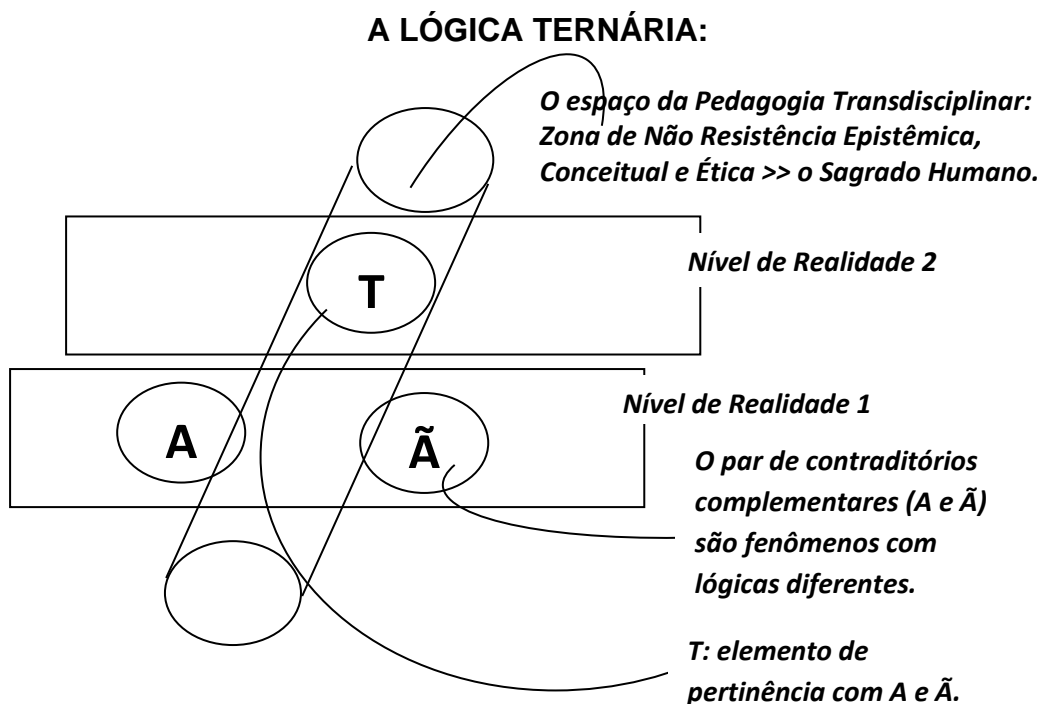 A LÓGICA TERNÁRIA:
O espaço da Pedagogia Transdisciplinar:
Zona de Não Resistência Epistêmica,
Conceitual e Ética >> o Sagrado Humano.
Nível de Realidade 2
T
Nível de Realidade 1
A
Ã
O par de contraditórios
complementares (A e Ã)
são fenômenos com
lógicas diferentes.
T: elemento de
pertinência com A e Ã.